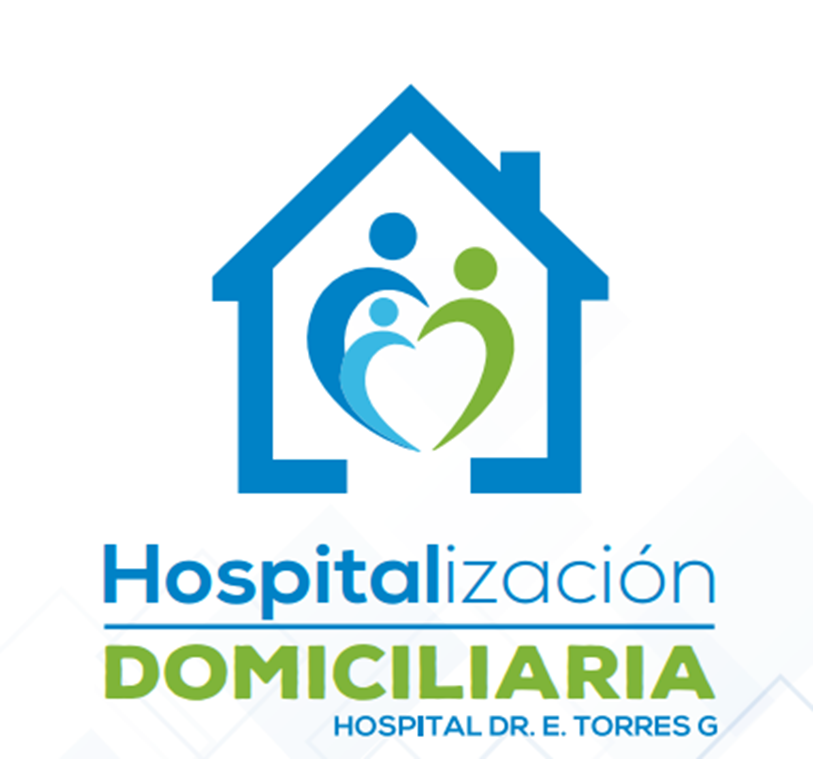 Hospitalización
DOMICILIARIA
HOSPITAL DR. E. TORRES G